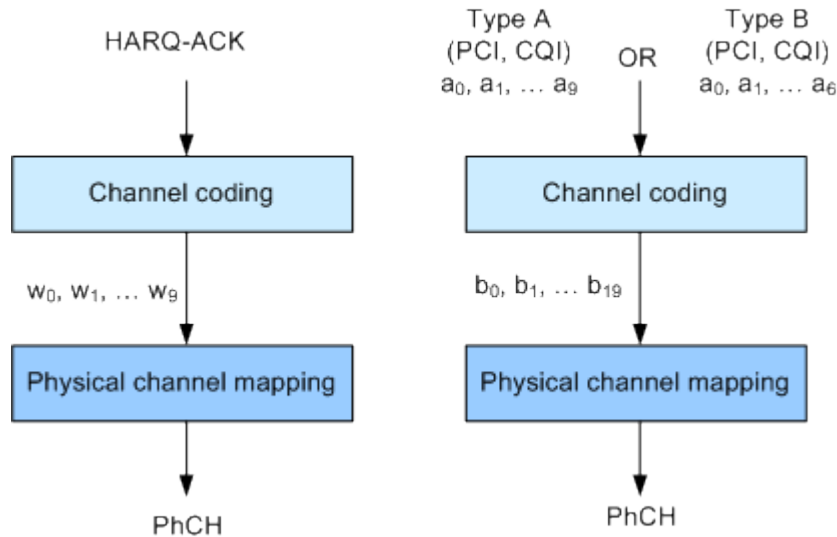 HARQ-ACK
Channel coding
w₀, w₁, … w₉
Physical channel mapping
PhCH
Type A
(PCI, CQI)
a₀, a₁, … a₉
OR
Type B
(PCI, CQI)
a₀, a₁, … a₆
Channel coding
b₀, b₁, … b₁₉
Physical channel mapping
PhCH